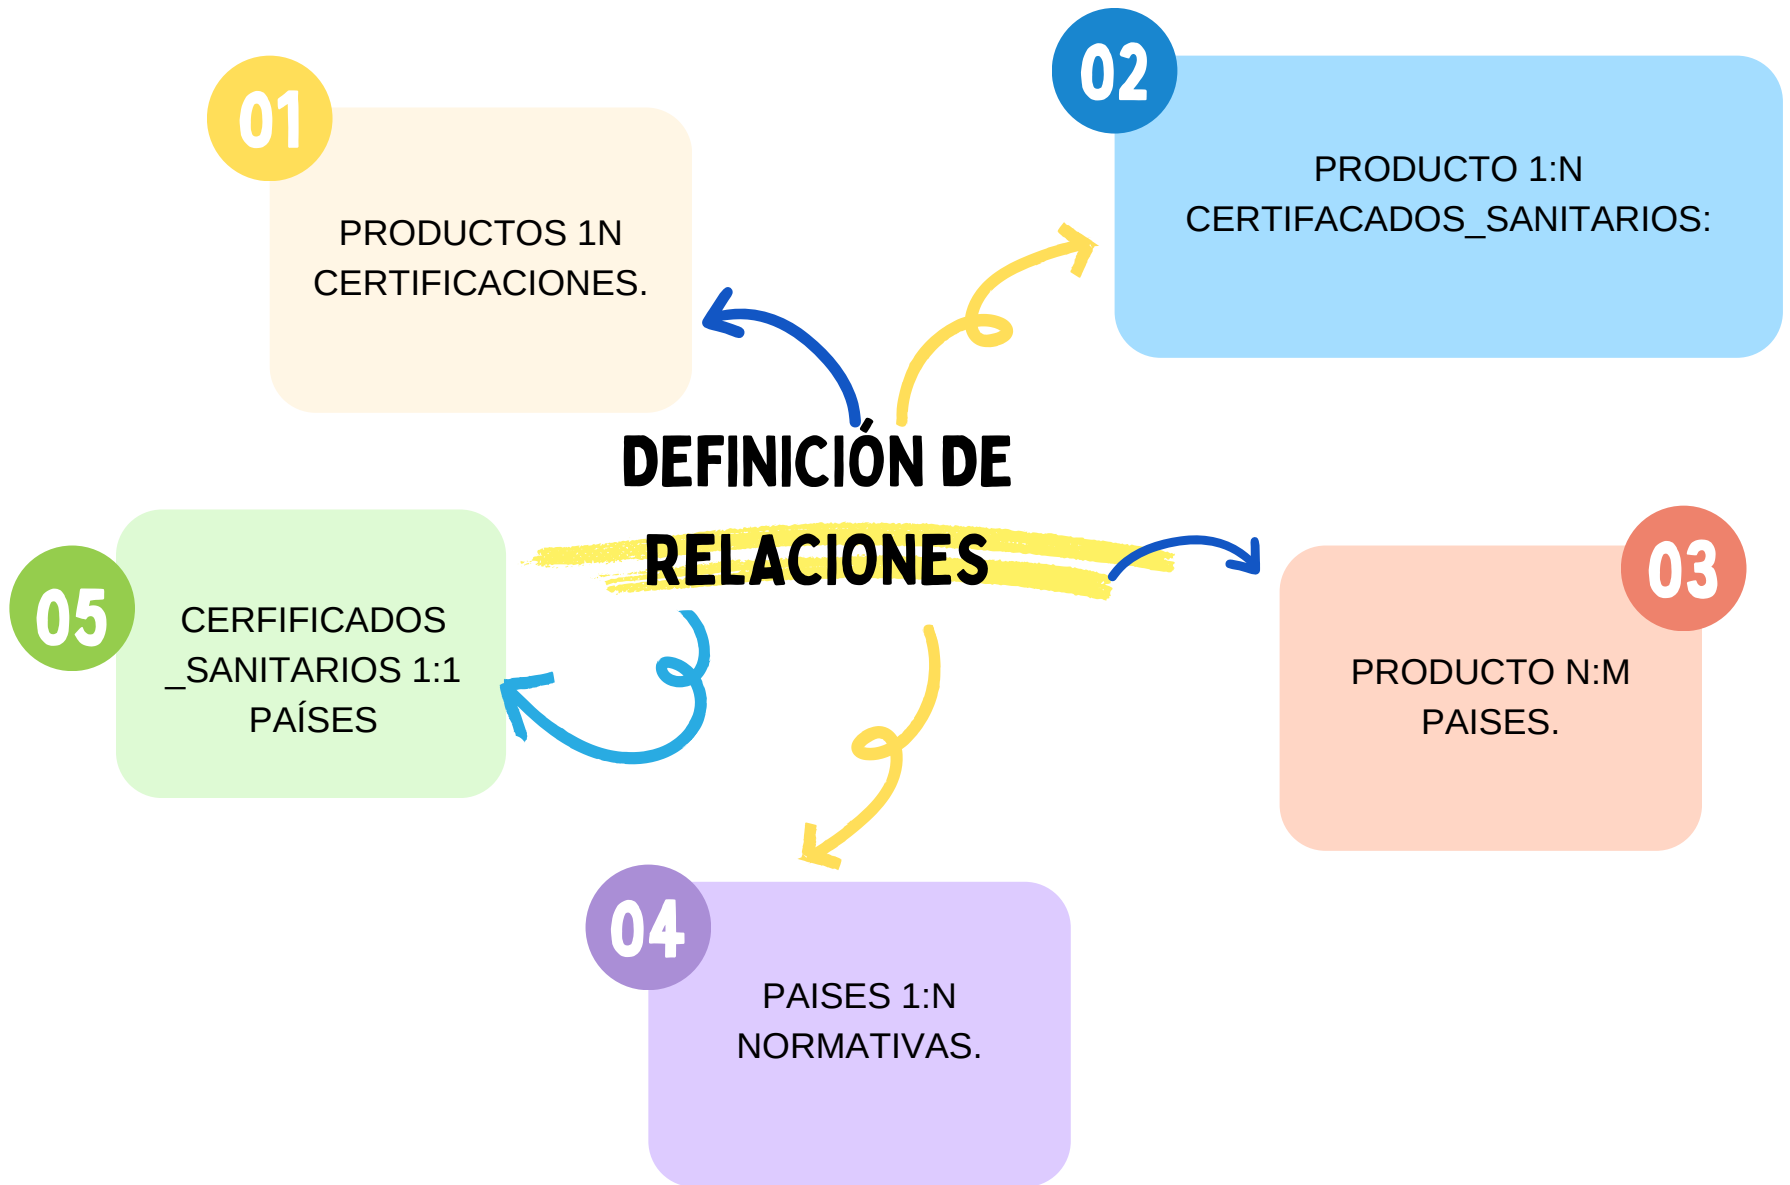 DEFINICIÓN DE
RELACIONES
01
PRODUCTOS 1N
CERTIFICACIONES.
02
PRODUCTO 1:N
CERTIFACADOS_SANITARIOS:
03
PRODUCTO N:M
PAISES.
04
PAISES 1:N
NORMATIVAS.
05
CERFIFICADOS
_SANITARIOS 1:1
PAÍSES